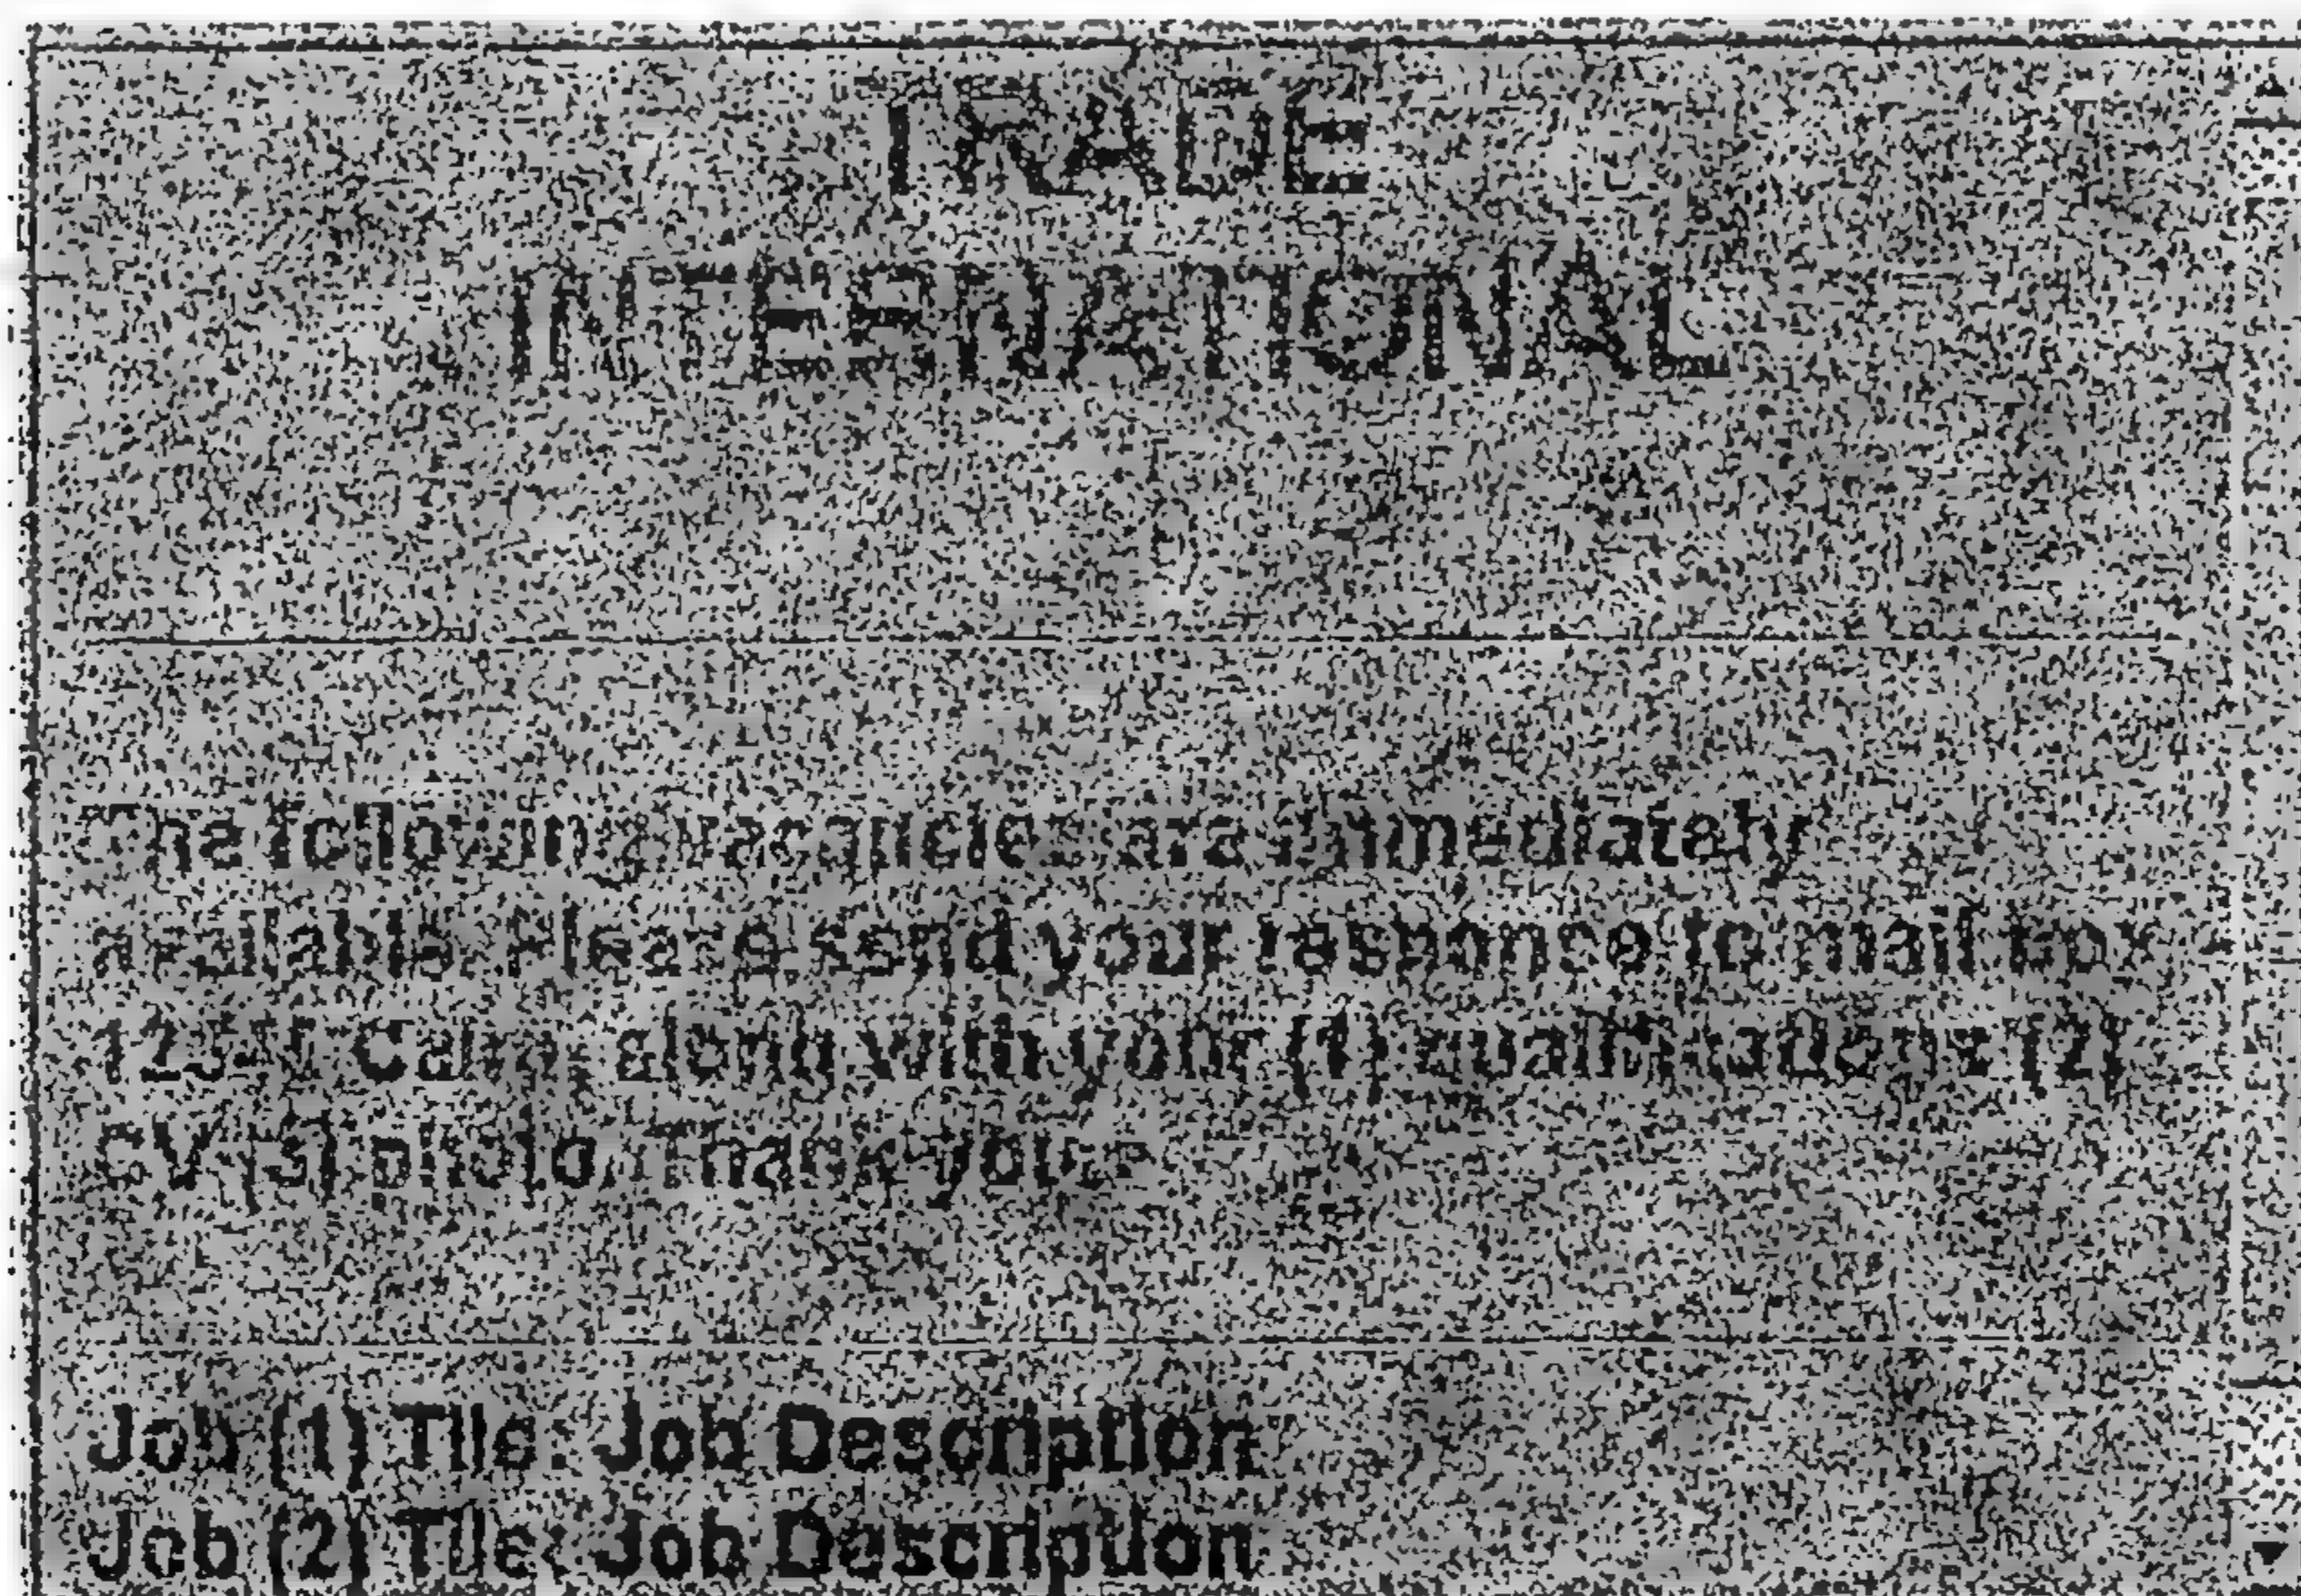 TRADE
INTERNATIONAL
The following vacancies are immediately
available. Please send your response to mail box
Cairo, along with your (1) qualifications (2)
CV (3) photo. Thank you
Job (1) Tile: Job Description
Job (2) Tile: Job Description